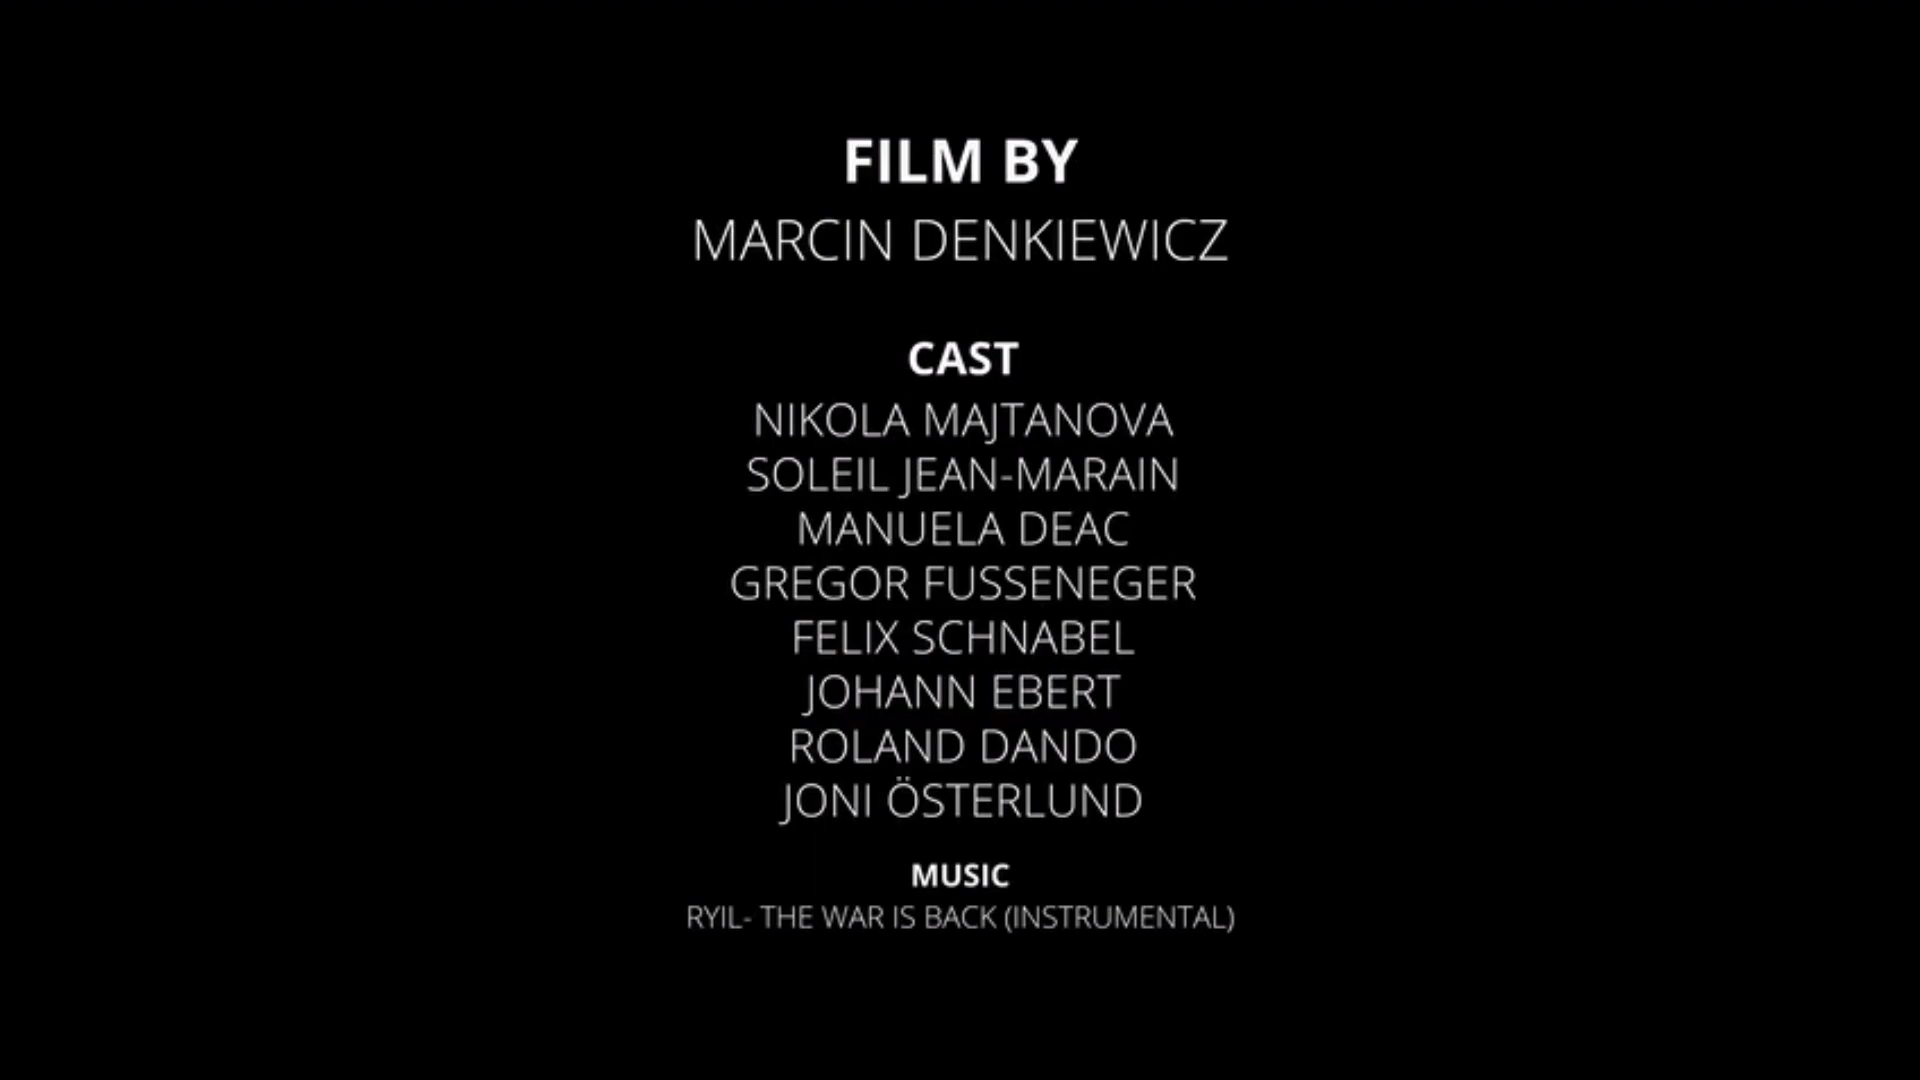 FILM BY
MARCIN DENKIEWICZ
CAST
NIKOLA MAJTANOVA
SOLEIL JEAN-MARAIN
MANUELA DEAC
GREGOR FUSSENEGER
FELIX SCHNABEL
JOHANN EBERT
ROLAND DANDO
JONI ÖSTERLUND
MUSIC
RYIL- THE WAR IS BACK (INSTRUMENTAL)